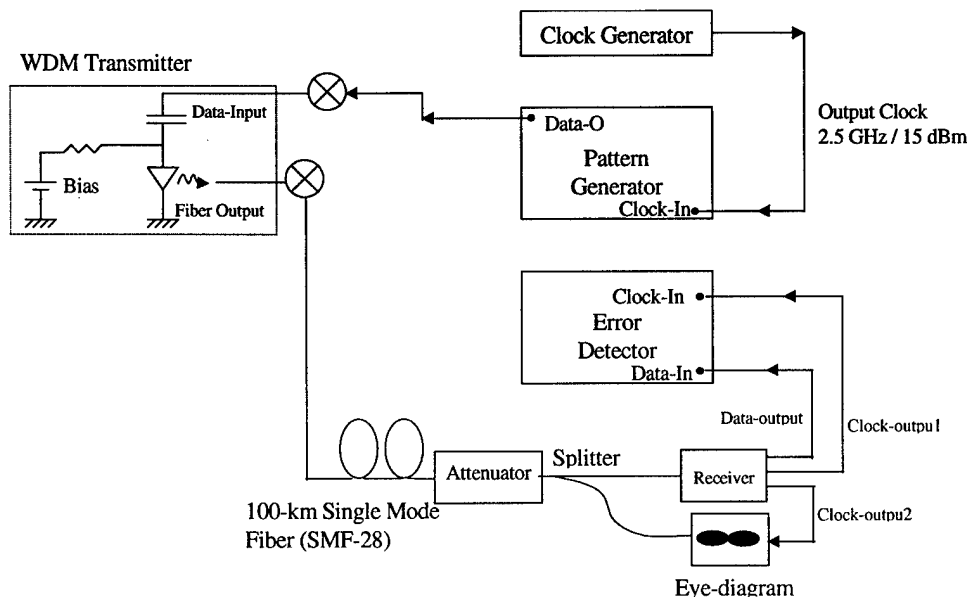 Clock Generator
WDM Transmitter
Data-Input
Bias
Fiber Output
Data-O
Pattern
Generator
Clock-In
Output Clock
2.5 GHz / 15 dBm
Clock-In
Error
Detector
Data-In
Data-output
Clock-outpu1
Splitter
Attenuator
Receiver
Clock-outpu2
100-km Single Mode
Fiber (SMF-28)
Eye-diagram